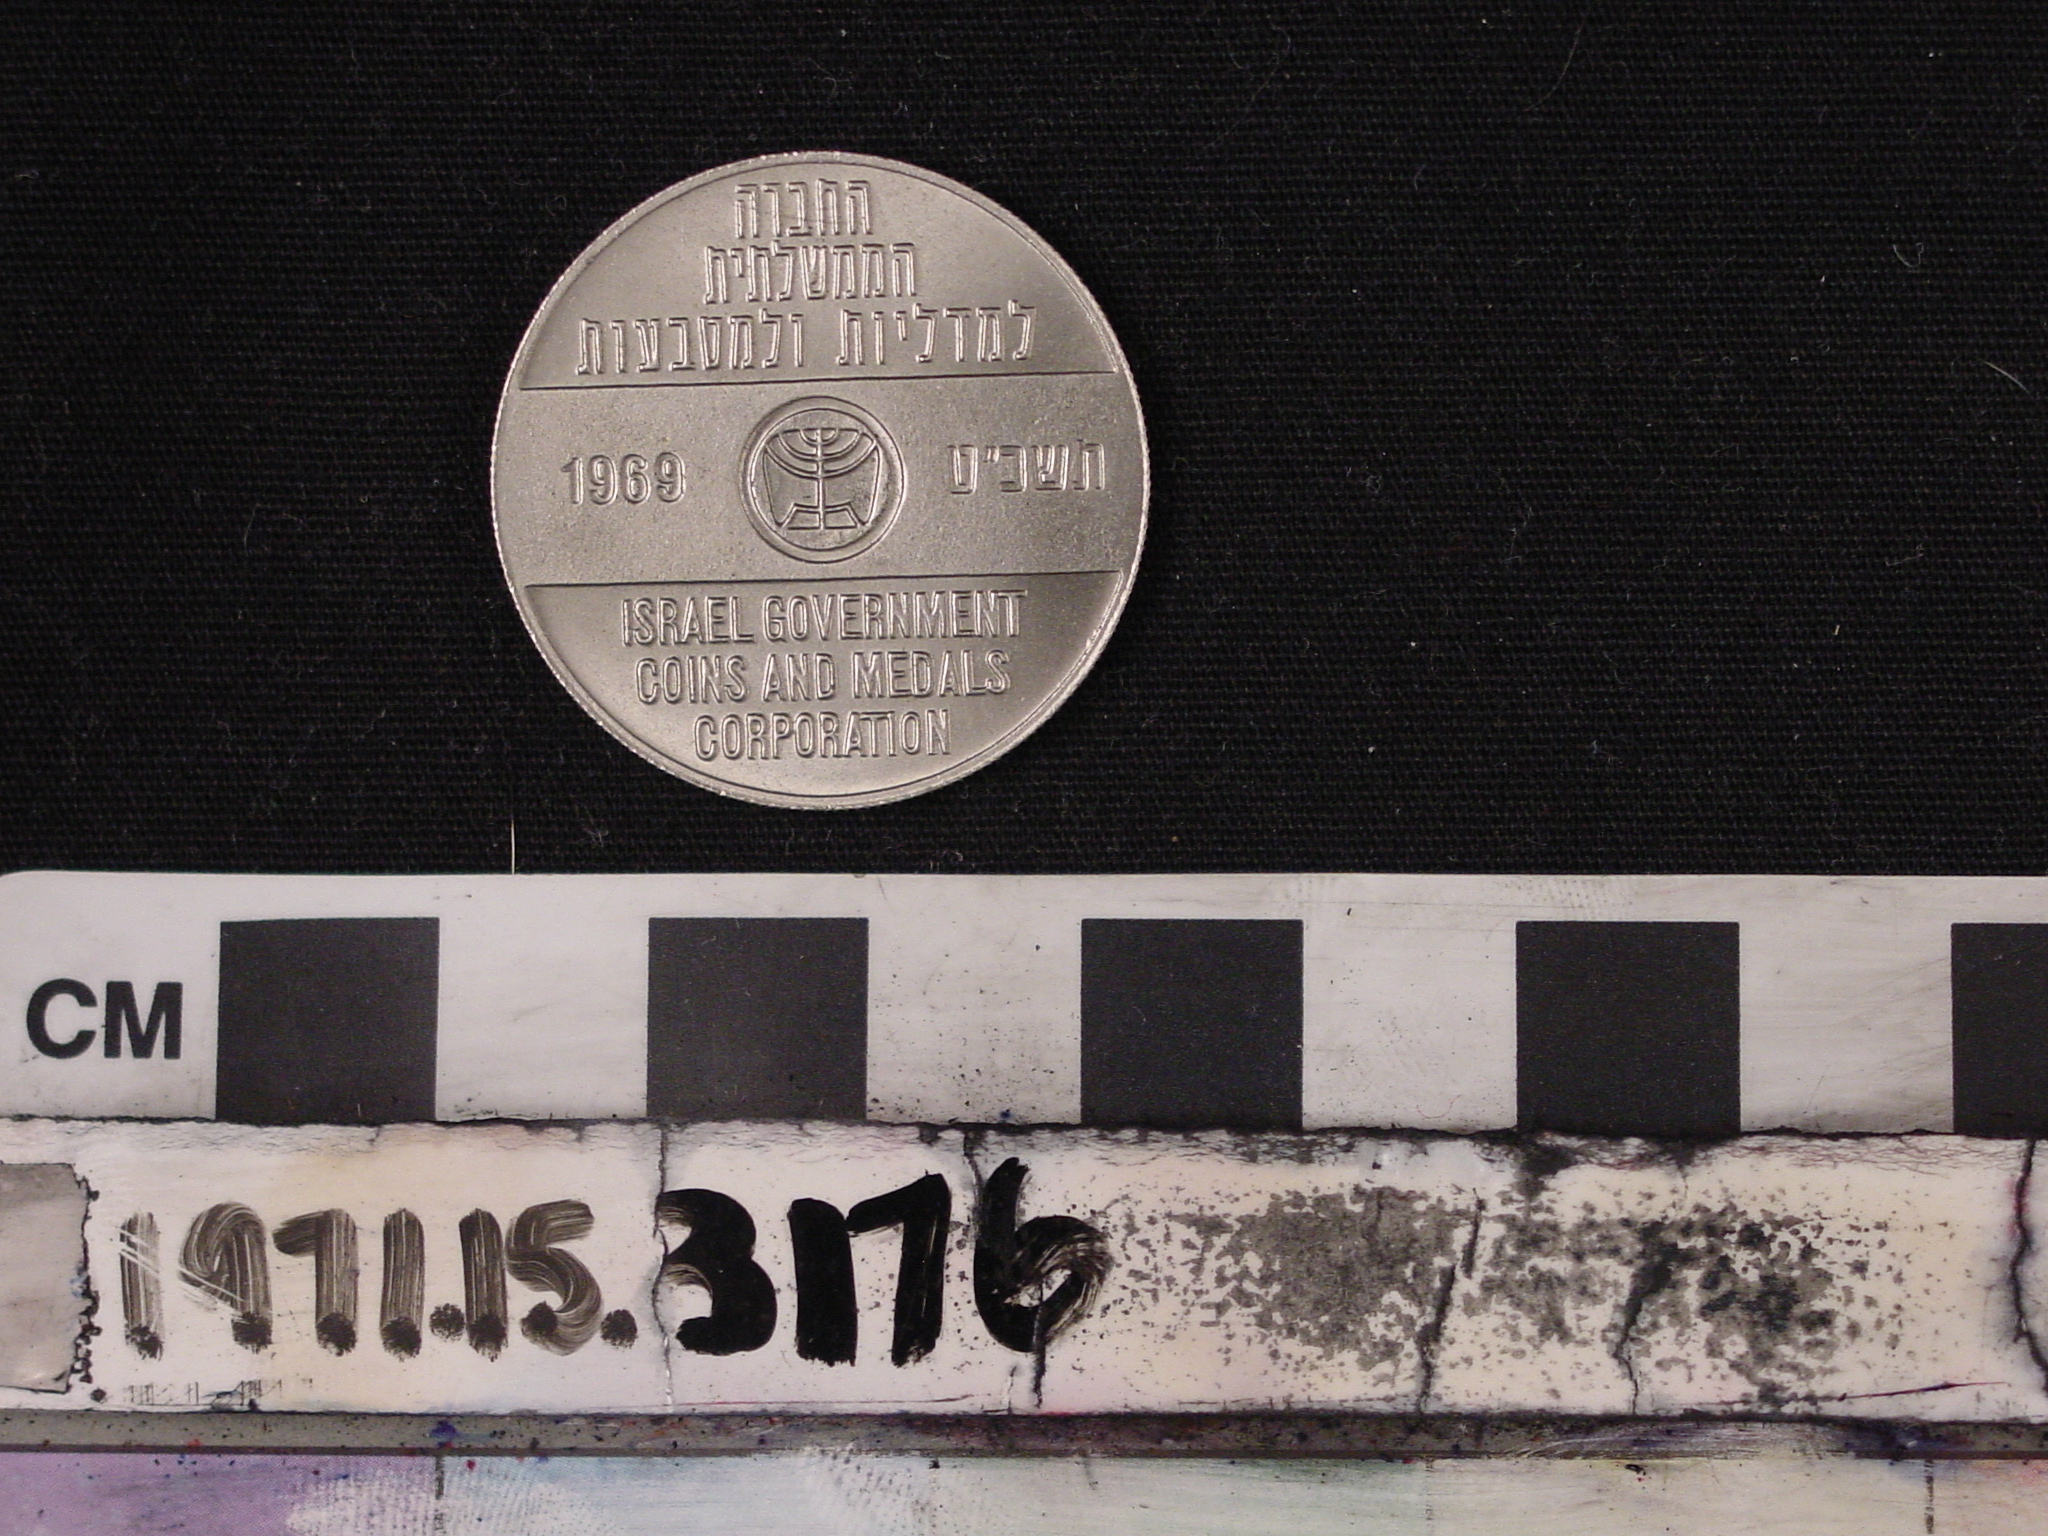 החברה
הממשלתית
למדליות ולמטבעות
1969 תשכ״ט
ISRAEL GOVERNMENT
COINS AND MEDALS
CORPORATION
CM
1971.15.3176